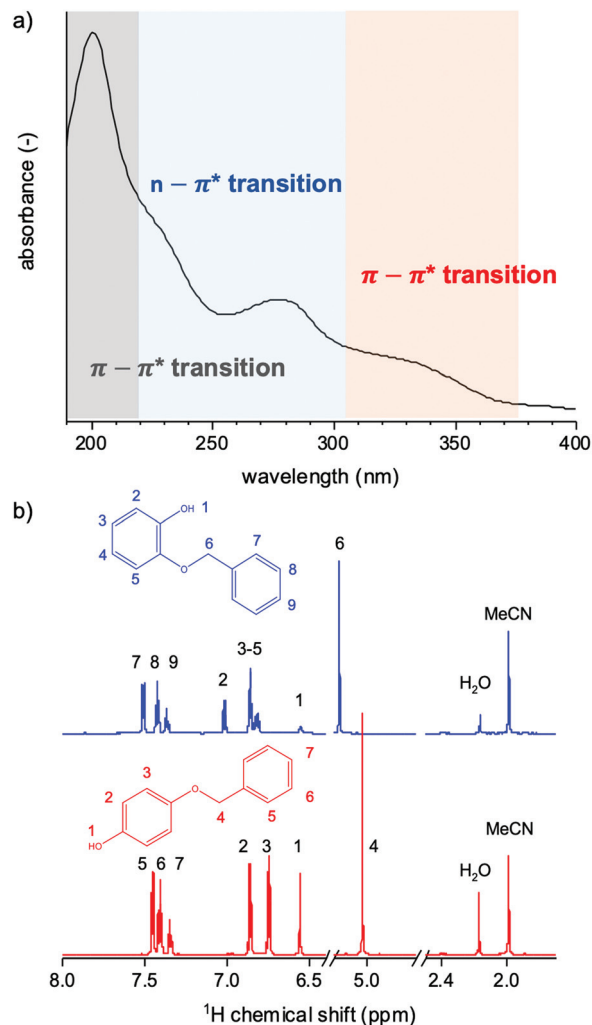 a)
absorbance (-)
n – π* transition
π – π* transition
π – π* transition
200 250 300 350 400
wavelength (nm)
b)
2
1
OH
3
4
5
O
6
7
8
9
6
MeCN
7 8 9
2
3-5
1
H₂O
7
3
O
2
6
1
4
5
HO
MeCN
5 6 7
2 3 1
4
H₂O
8.0 7.5 7.0 6.5 5.0 2.4 2.0
¹H chemical shift (ppm)